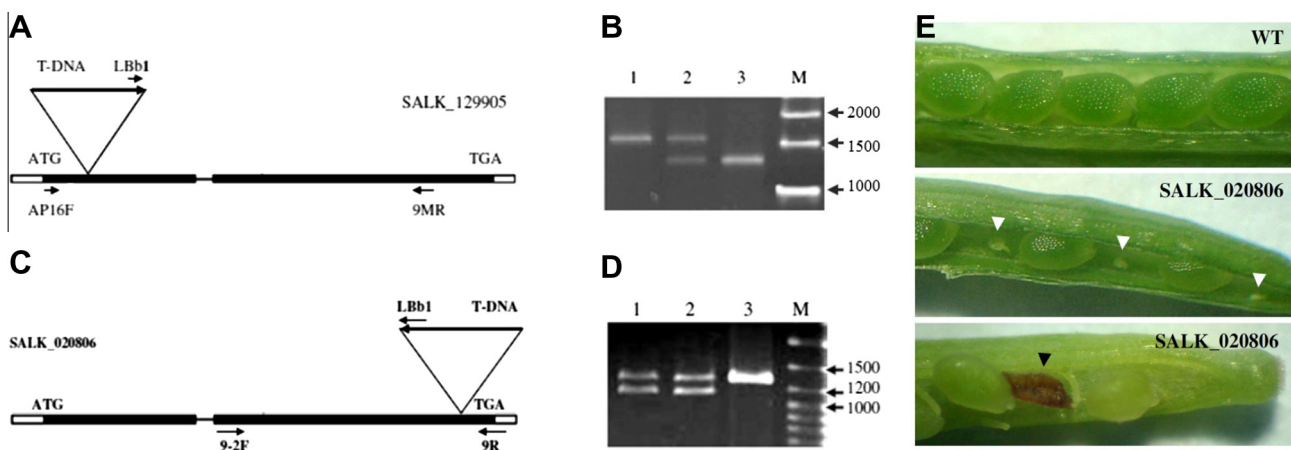 A
T-DNA LBb1
SALK_129905
ATG TGA
AP16F 9MR
B
1 2 3 M
2000
1500
1000
C
LBb1 T-DNA
SALK_020806
ATG TGA
9-2F 9R
D
1 2 3 M
1500
1200
1000
E
WT
SALK_020806
SALK_020806